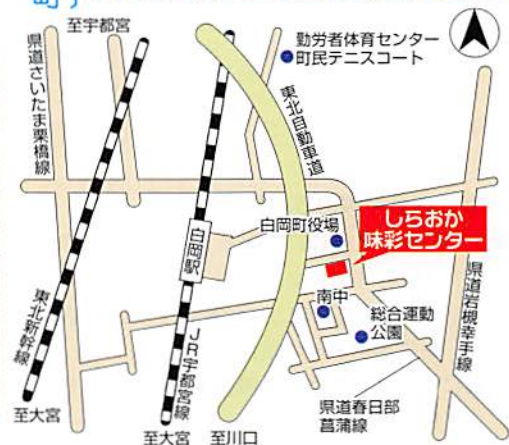 至宇都宮
県道さいたま栗橋線
勤労者体育センター
町民テニスコート
東北自動車道
白岡町役場
しらおか
味彩センター
白岡駅
南中
総合運動
公園
県道岩槻幸手線
東北新幹線
JR宇都宮線
県道春日部
菖蒲線
至大宮
至大宮
至川口